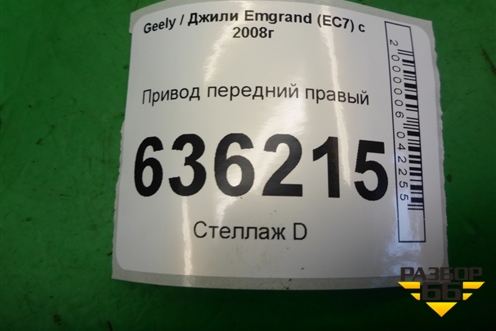 Geely / Джили Emgrand (EC7) с
2008г
Привод передний правый
636215
Стеллаж D
2000006042255
РАЗБОР
66